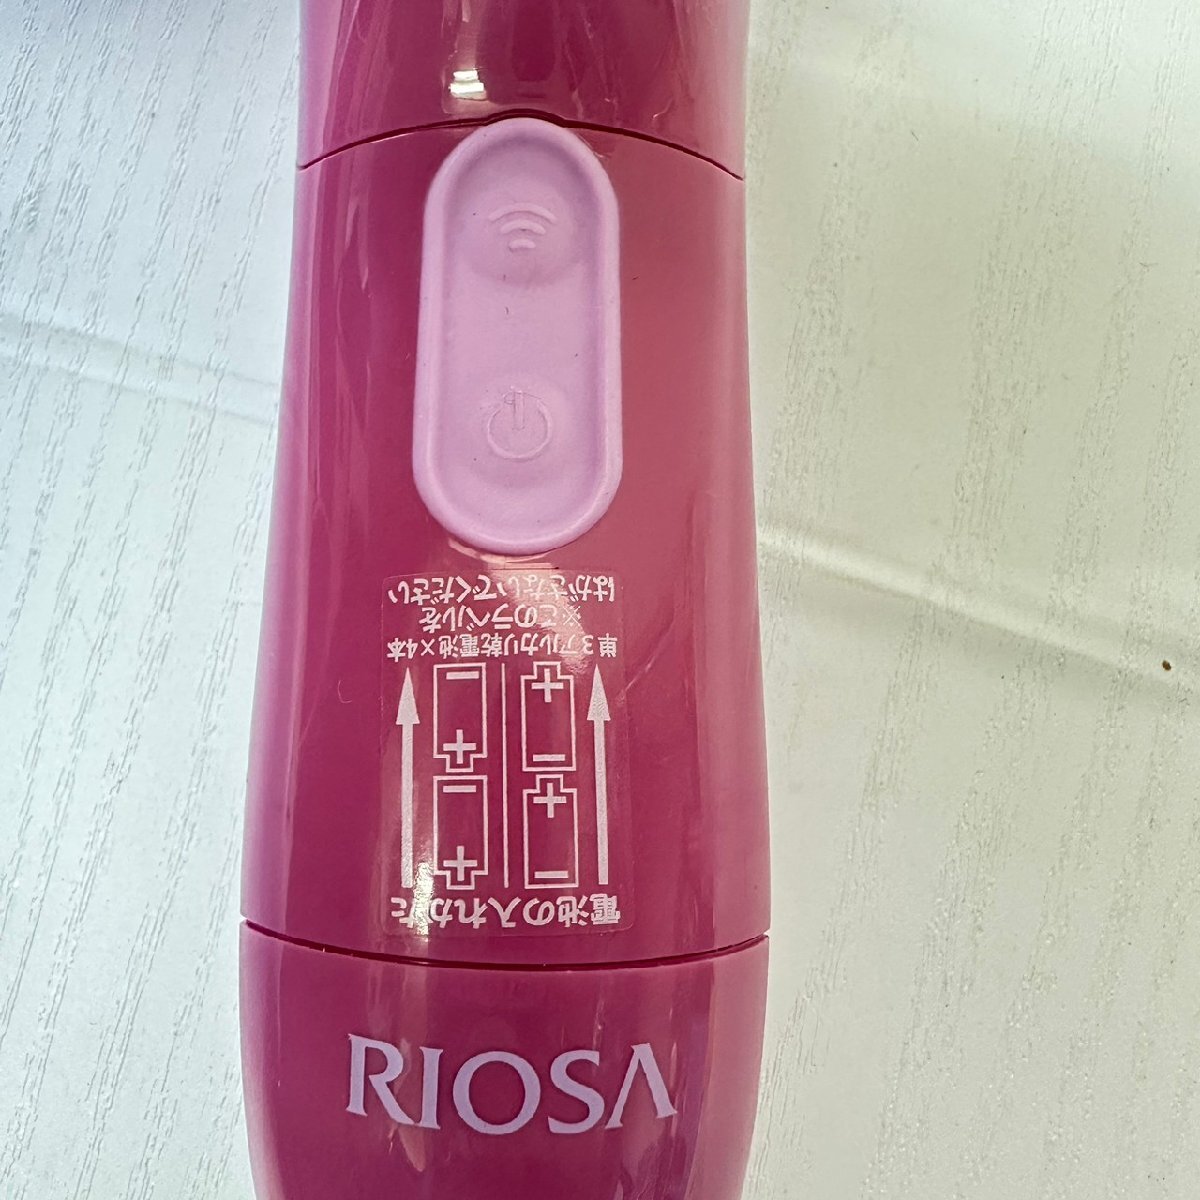 電池の入れかた
単3アルカリ乾電池×4本
※このラベルを
はがさないでください
RIOSA